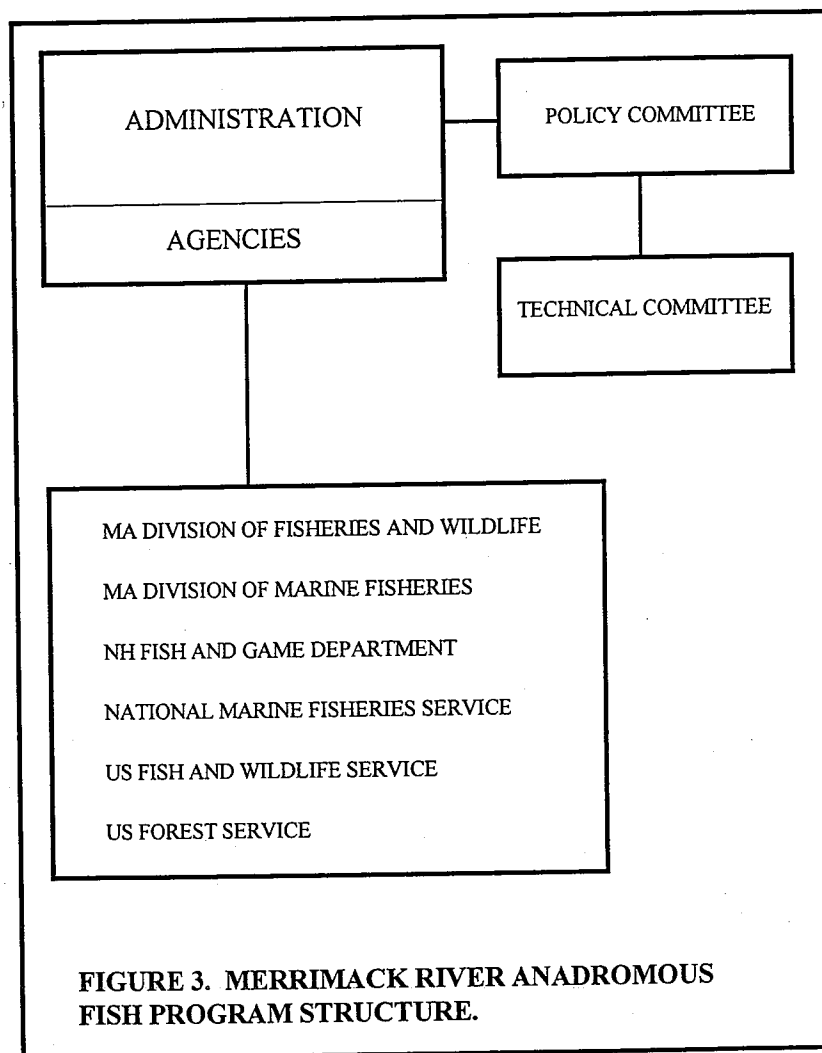 ADMINISTRATION
POLICY COMMITTEE
AGENCIES
TECHNICAL COMMITTEE
MA DIVISION OF FISHERIES AND WILDLIFE
MA DIVISION OF MARINE FISHERIES
NH FISH AND GAME DEPARTMENT
NATIONAL MARINE FISHERIES SERVICE
US FISH AND WILDLIFE SERVICE
US FOREST SERVICE
FIGURE 3. MERRIMACK RIVER ANADROMOUS
FISH PROGRAM STRUCTURE.